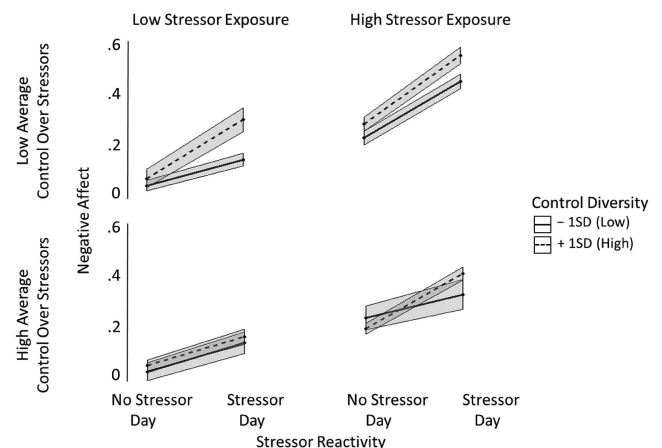 Low Stressor Exposure
High Stressor Exposure
Low Average
Control Over Stressors
.6
.4
.2
0
Negative Affect
High Average
Control Over Stressors
.6
.4
.2
0
Control Diversity
− 1SD (Low)
+ 1SD (High)
No Stressor
Day
Stressor
Day
No Stressor
Day
Stressor
Day
Stressor Reactivity